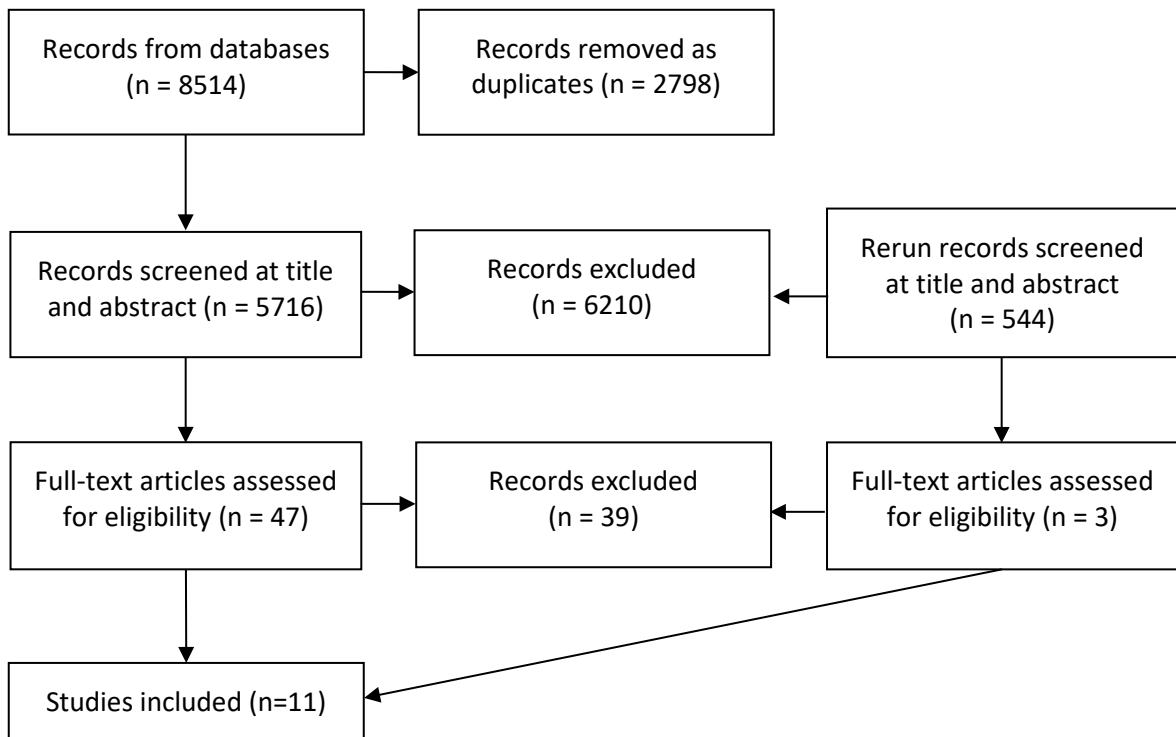 Records from databases
(n = 8514)
Records removed as
duplicates (n = 2798)
Records screened at title
and abstract (n = 5716)
Records excluded
(n = 6210)
Rerun records screened
at title and abstract
(n = 544)
Full-text articles assessed
for eligibility (n = 47)
Records excluded
(n = 39)
Full-text articles assessed
for eligibility (n = 3)
Studies included (n=11)